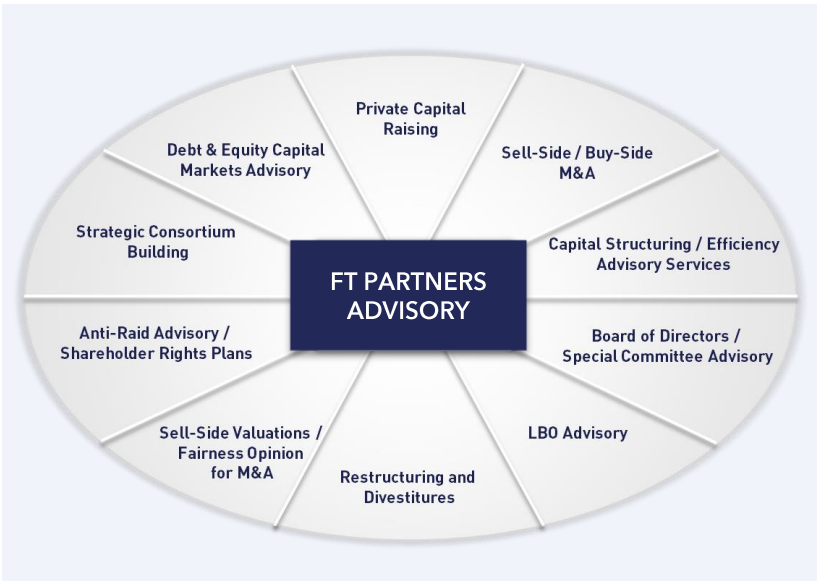 Private Capital
Raising
Sell-Side / Buy-Side
M&A
Capital Structuring / Efficiency
Advisory Services
Board of Directors /
Special Committee Advisory
LBO Advisory
Restructuring and
Divestitures
Sell-Side Valuations /
Fairness Opinion
for M&A
Anti-Raid Advisory /
Shareholder Rights Plans
Strategic Consortium
Building
Debt & Equity Capital
Markets Advisory
FT PARTNERS
ADVISORY